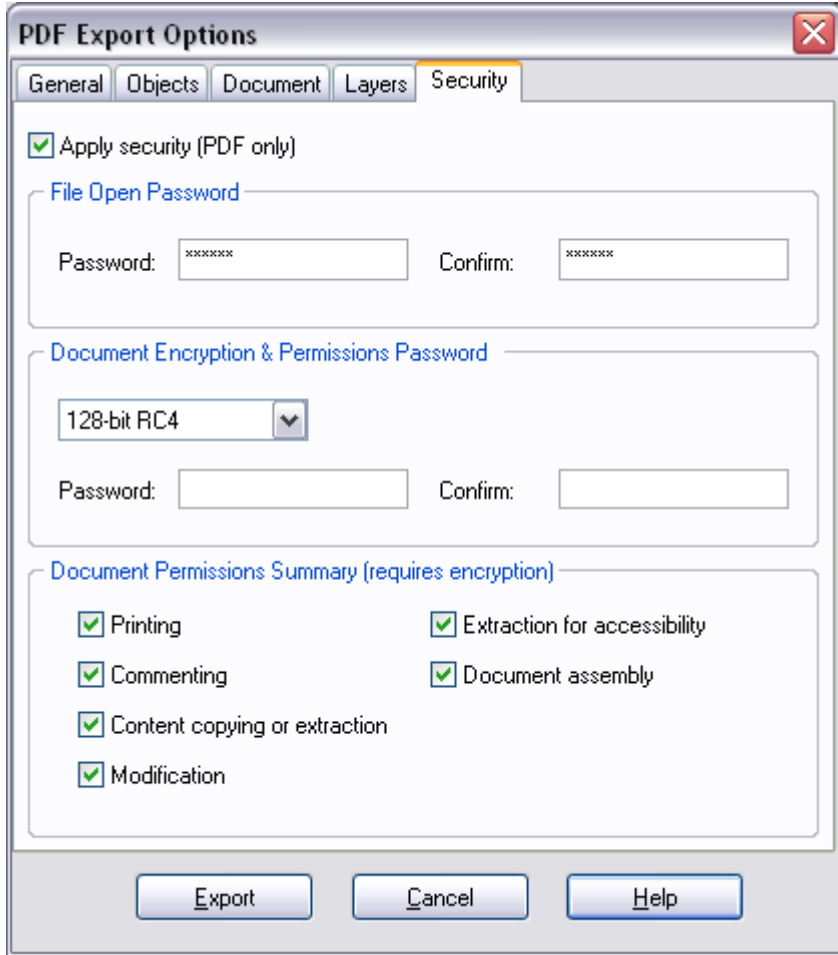 PDF Export Options
General Objects Document Layers Security
Apply security (PDF only)
File Open Password
Password: ****** Confirm: ******
Document Encryption & Permissions Password
128-bit RC4
Password: Confirm:
Document Permissions Summary (requires encryption)
Printing Extraction for accessibility
Commenting Document assembly
Content copying or extraction
Modification
Export Cancel Help